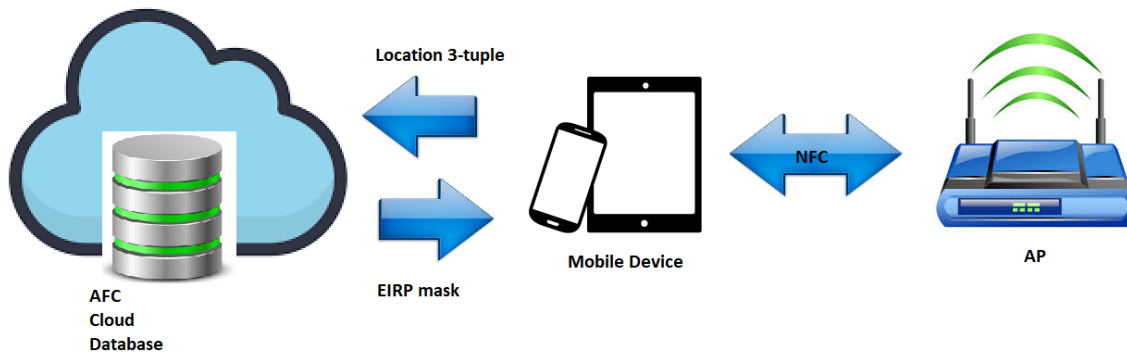 Location 3-tuple
NFC
Mobile Device
AP
EIRP mask
AFC
Cloud
Database